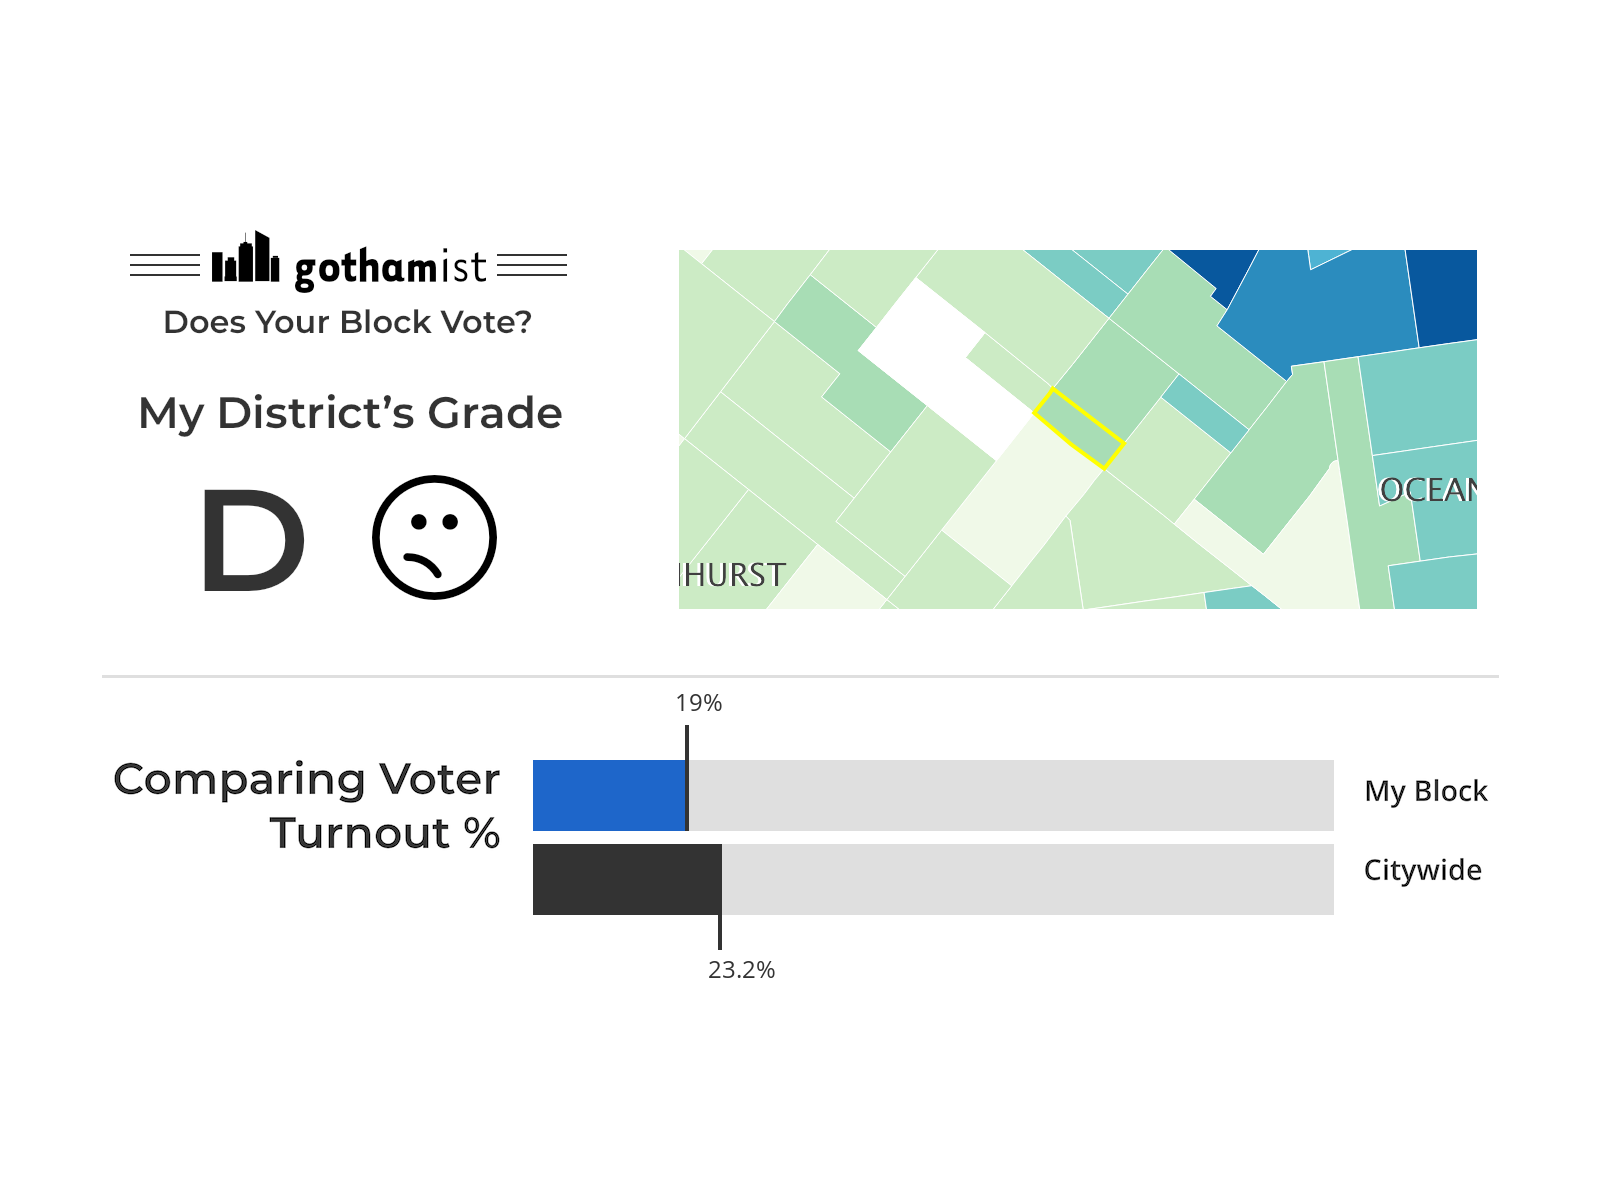 gothamist
Does Your Block Vote?
My District’s Grade
D
HURST
OCEAN
19%
Comparing Voter
Turnout %
My Block
Citywide
23.2%